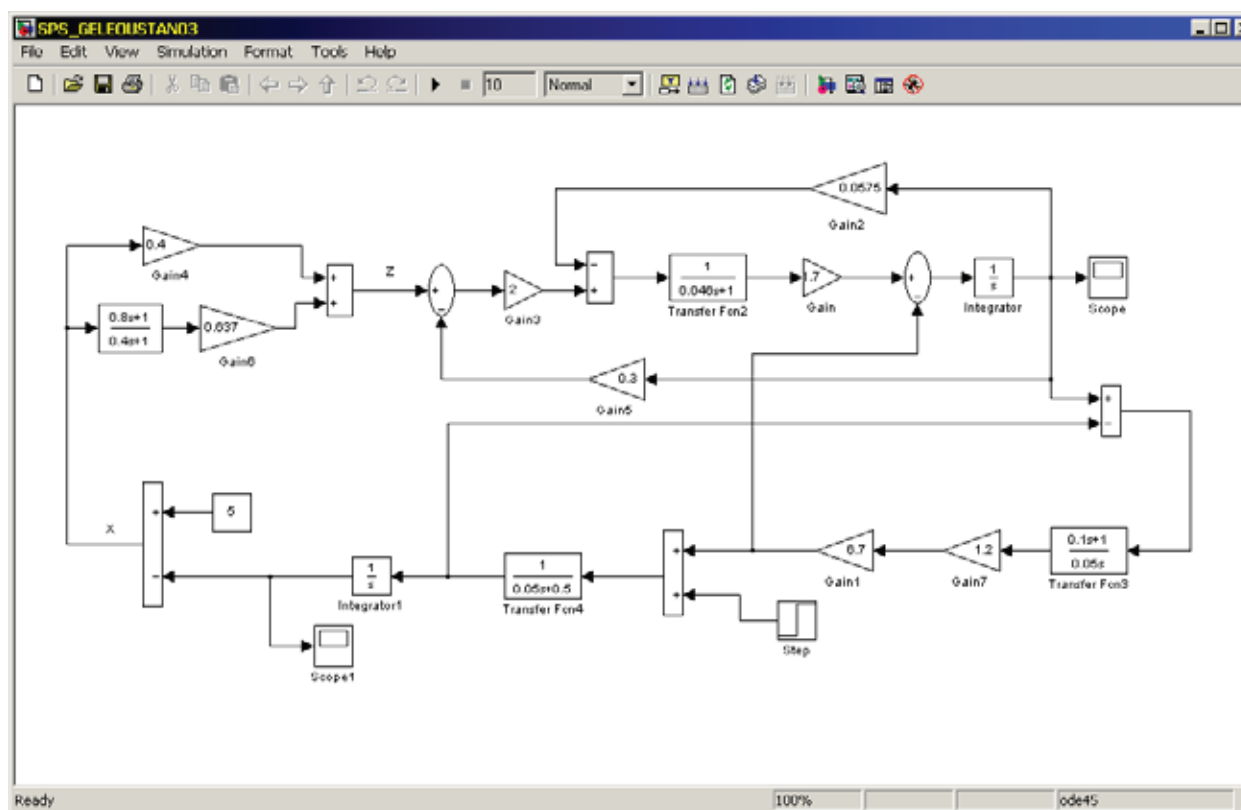 SPS_GELEOUSTAN03
File Edit View Simulation Format Tools Help
10 Normal
0.0575
Gain2
0.4
Gain4
+
+
Z
+
−
2
Gain3
−
+
1
0.046s+1
Transfer Fcn2
1.7
Gain
+
−
1
s
Integrator
Scope
0.8s+1
0.4s+1
0.637
Gain6
0.3
Gain5
+
−
X
+
−
5
1
s
Integrator1
1
0.05s+0.5
Transfer Fcn4
+
+
6.7
Gain1
1.2
Gain7
0.1s+1
0.05s
Transfer Fcn3
Step
Scope1
Ready 100% ode45